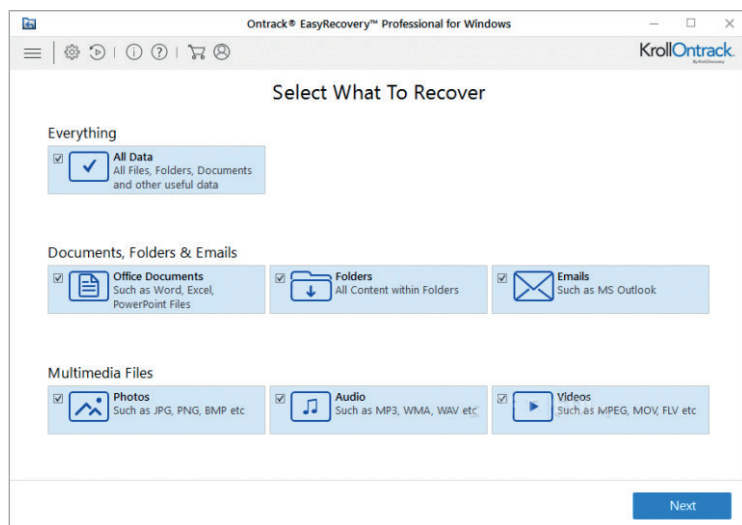 Ontrack® EasyRecovery™ Professional for Windows
KrollOntrack.
By KrollDiscovery
Select What To Recover
Everything
All Data
All Files, Folders, Documents
and other useful data
Documents, Folders & Emails
Office Documents
Such as Word, Excel,
PowerPoint Files
Folders
All Content within Folders
Emails
Such as MS Outlook
Multimedia Files
Photos
Such as JPG, PNG, BMP etc
Audio
Such as MP3, WMA, WAV etc
Videos
Such as MPEG, MOV, FLV etc
Next